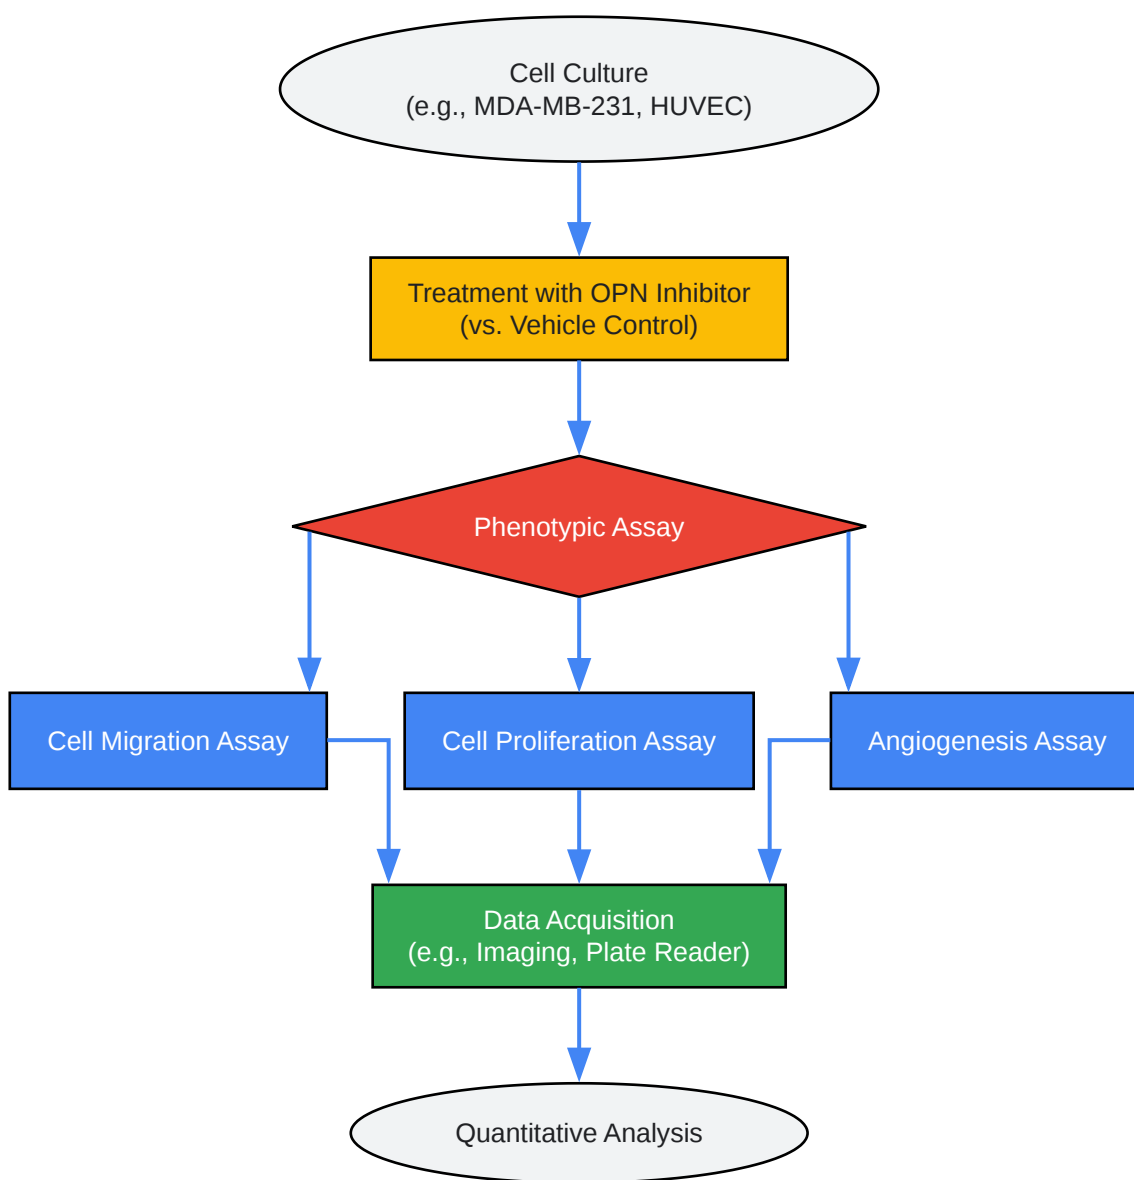 Cell Culture
(e.g., MDA-MB-231, HUVEC)
Treatment with OPN Inhibitor
(vs. Vehicle Control)
Phenotypic Assay
Cell Migration Assay
Cell Proliferation Assay
Angiogenesis Assay
Data Acquisition
(e.g., Imaging, Plate Reader)
Quantitative Analysis